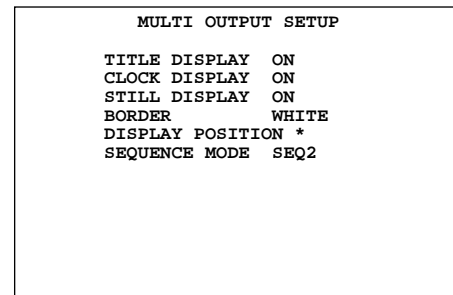 MULTI OUTPUT SETUP
TITLE DISPLAY ON
CLOCK DISPLAY ON
STILL DISPLAY ON
BORDER WHITE
DISPLAY POSITION *
SEQUENCE MODE SEQ2